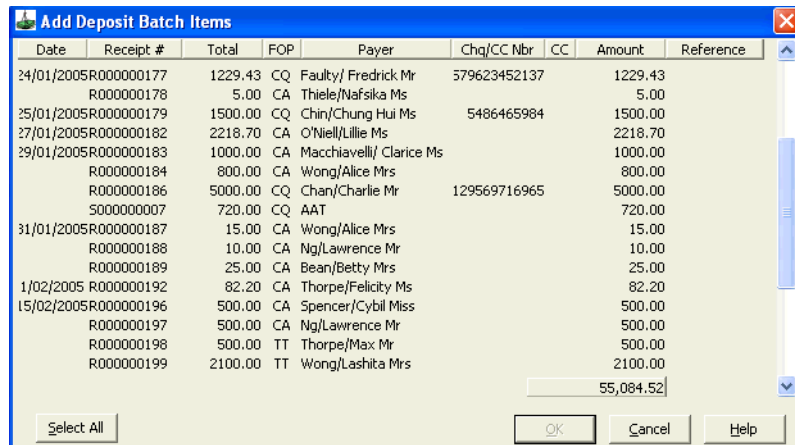 Add Deposit Batch Items
Date Receipt # Total FOP Payer Chq/CC Nbr CC Amount Reference
24/01/2005 R000000177 1229.43 CQ Faulty/ Fredrick Mr 579623452137 1229.43
R000000178 5.00 CA Thiele/Nafsika Ms 5.00
25/01/2005 R000000179 1500.00 CQ Chin/Chung Hui Ms 5486465984 1500.00
27/01/2005 R000000182 2218.70 CA O'Niell/Lillie Ms 2218.70
29/01/2005 R000000183 1000.00 CA Macchiavelli/ Clarice Ms 1000.00
R000000184 800.00 CA Wong/Alice Mrs 800.00
R000000186 5000.00 CQ Chan/Charlie Mr 129569716965 5000.00
S000000007 720.00 CQ AAT 720.00
31/01/2005 R000000187 15.00 CA Wong/Alice Mrs 15.00
R000000188 10.00 CA Ng/Lawrence Mr 10.00
R000000189 25.00 CA Bean/Betty Mrs 25.00
1/02/2005 R000000192 82.20 CA Thorpe/Felicity Ms 82.20
15/02/2005 R000000196 500.00 CA Spencer/Cybil Miss 500.00
R000000197 500.00 CA Ng/Lawrence Mr 500.00
R000000198 500.00 TT Thorpe/Max Mr 500.00
R000000199 2100.00 TT Wong/Lashita Mrs 2100.00
55,084.52
Select All OK Cancel Help